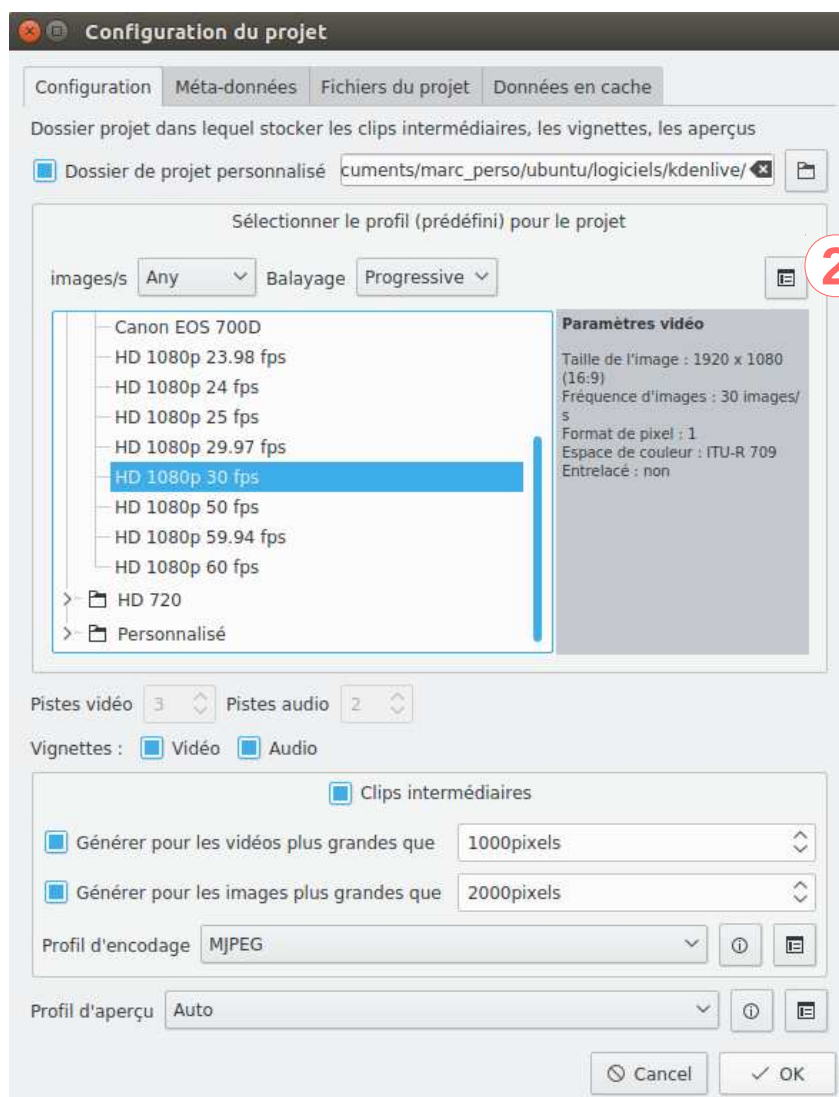 Configuration du projet
Configuration Méta-données Fichiers du projet Données en cache
Dossier projet dans lequel stocker les clips intermédiaires, les vignettes, les aperçus
Dossier de projet personnalisé cuments/marc_perso/ubuntu/logiciels/kdenlive/
Sélectionner le profil (prédéfini) pour le projet
images/s Any Balayage Progressive
2
Canon EOS 700D
HD 1080p 23.98 fps
HD 1080p 24 fps
HD 1080p 25 fps
HD 1080p 29.97 fps
HD 1080p 30 fps
HD 1080p 50 fps
HD 1080p 59.94 fps
HD 1080p 60 fps
HD 720
Personnalisé
Paramètres vidéo
Taille de l'image : 1920 x 1080
(16:9)
Fréquence d'images : 30 images/
s
Format de pixel : 1
Espace de couleur : ITU-R 709
Entrelacé : non
Pistes vidéo 3 Pistes audio 2
Vignettes : Vidéo Audio
Clips intermédiaires
Générer pour les vidéos plus grandes que 1000pixels
Générer pour les images plus grandes que 2000pixels
Profil d'encodage MJPEG
Profil d'aperçu Auto
Cancel OK